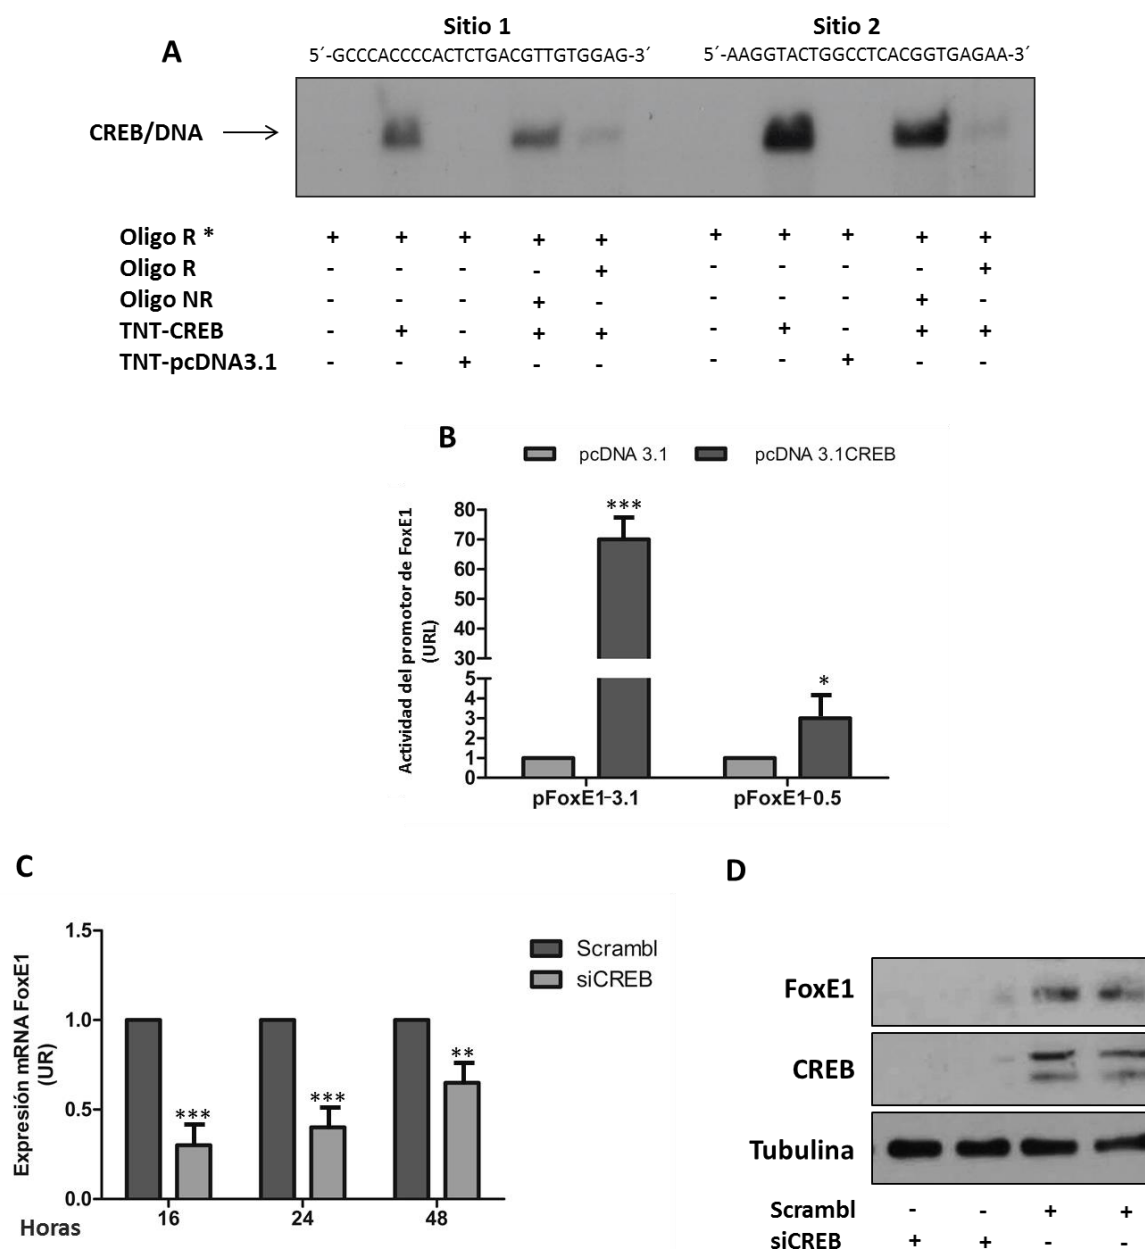 A
Sitio 1 Sitio 2
5´-GCCCACCCCACTCTGACGTTGTGGAG-3´ 5´-AAGGTACTGGCCTCACGGTGAGAA-3´
CREB/DNA
Oligo R * + + + + + + + + + +
Oligo R - - - - + - - - - +
Oligo NR - - - + - - - - + -
TNT-CREB - + - + + - + - + +
TNT-pcDNA3.1 - - + - - - - + - -
B
pcDNA 3.1 pcDNA 3.1CREB
Actividad del promotor de FoxE1
(URL)
80
70
60
50
40
30
5
4
3
2
1
0
***
*
pFoxE1-3.1 pFoxE1-0.5
C
Expresión mRNA FoxE1
(UR)
1.5
1.0
0.5
0.0
Scrambl
siCREB
***
***
**
Horas 16 24 48
D
FoxE1
CREB
Tubulina
Scrambl - - + +
siCREB + + - -